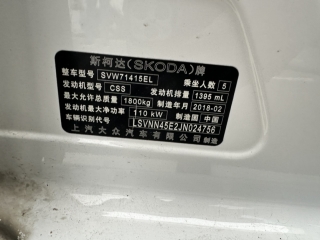 斯柯达(SKODA)牌
整车型号 SVW71415EL 乘坐人数 5
发动机型号 CSS 发动机排量 1395 mL
最大允许总质量 1800kg 制造年月 2018-02
发动机最大净功率 110 kW 制造国 中国
车辆识别代号 LSVNN45E2JN024756
上汽大众汽车有限公司 制造